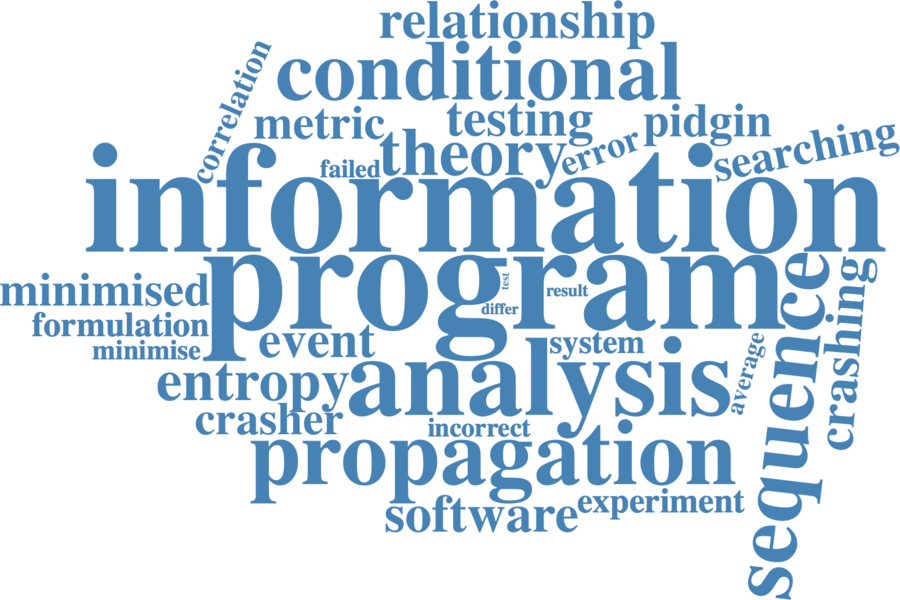 relationship
conditional
correlation
metric
testing
pidgin
failed
theory
error
searching
information
program
test
differ
result
minimised
formulation
minimise
event
system
sequence
crashing
average
entropy
analysis
crasher
incorrect
propagation
software
experiment